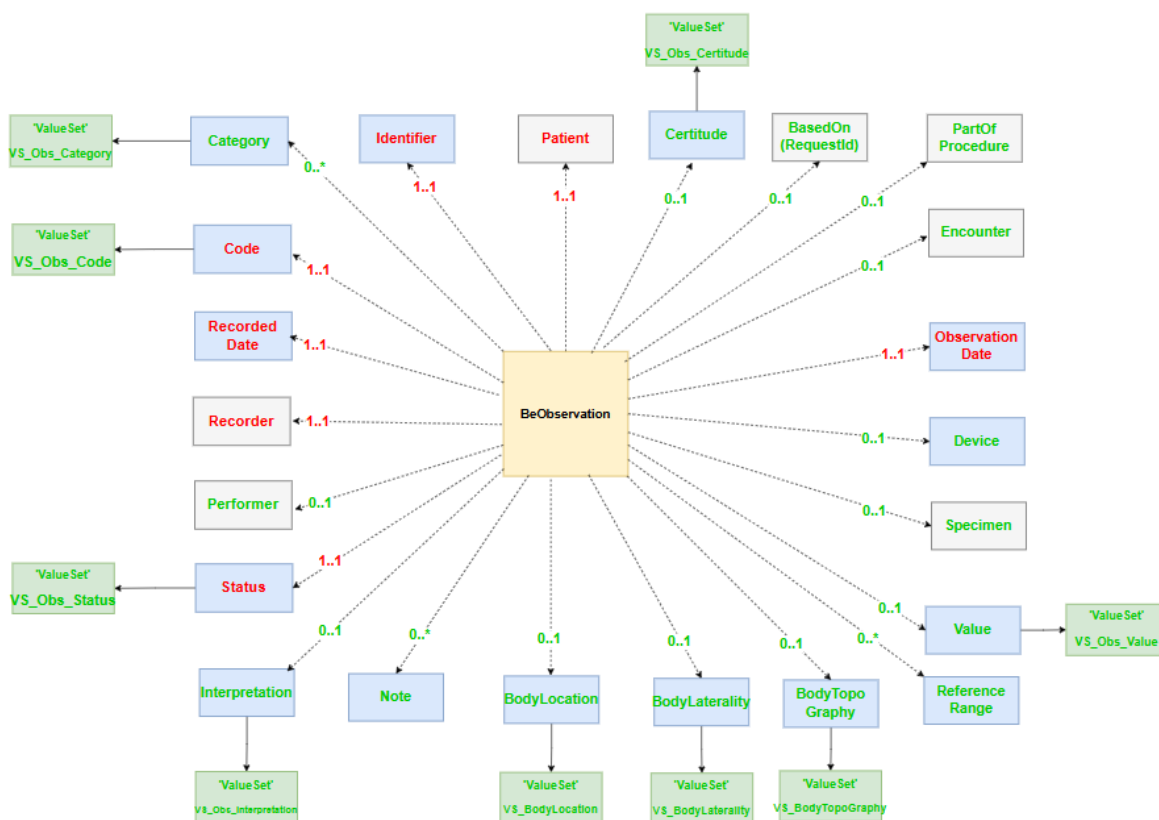 'ValueSet'
VS_Obs_Certitude
'ValueSet'
VS_Obs_Category
Category
Identifier
Patient
Certitude
BasedOn
(RequestId)
PartOf
Procedure
0..*
1..1
1..1
0..1
0..1
0..1
'ValueSet'
VS_Obs_Code
Code
1..1
Encounter
0..1
Recorded
Date
1..1
Observation
Date
1..1
BeObservation
Recorder
1..1
Device
0..1
Performer
0..1
Specimen
0..1
'ValueSet'
VS_Obs_Status
Status
1..1
Value
0..1
'ValueSet'
VS_Obs_Value
0..1
0..*
0..1
0..1
0..1
0..*
Interpretation
Note
BodyLocation
BodyLaterality
BodyTopo
Graphy
Reference
Range
'ValueSet'
VS_Obs_Interpretation
'ValueSet'
VS_BodyLocation
'ValueSet'
VS_BodyLaterality
'ValueSet'
VS_BodyTopoGraphy